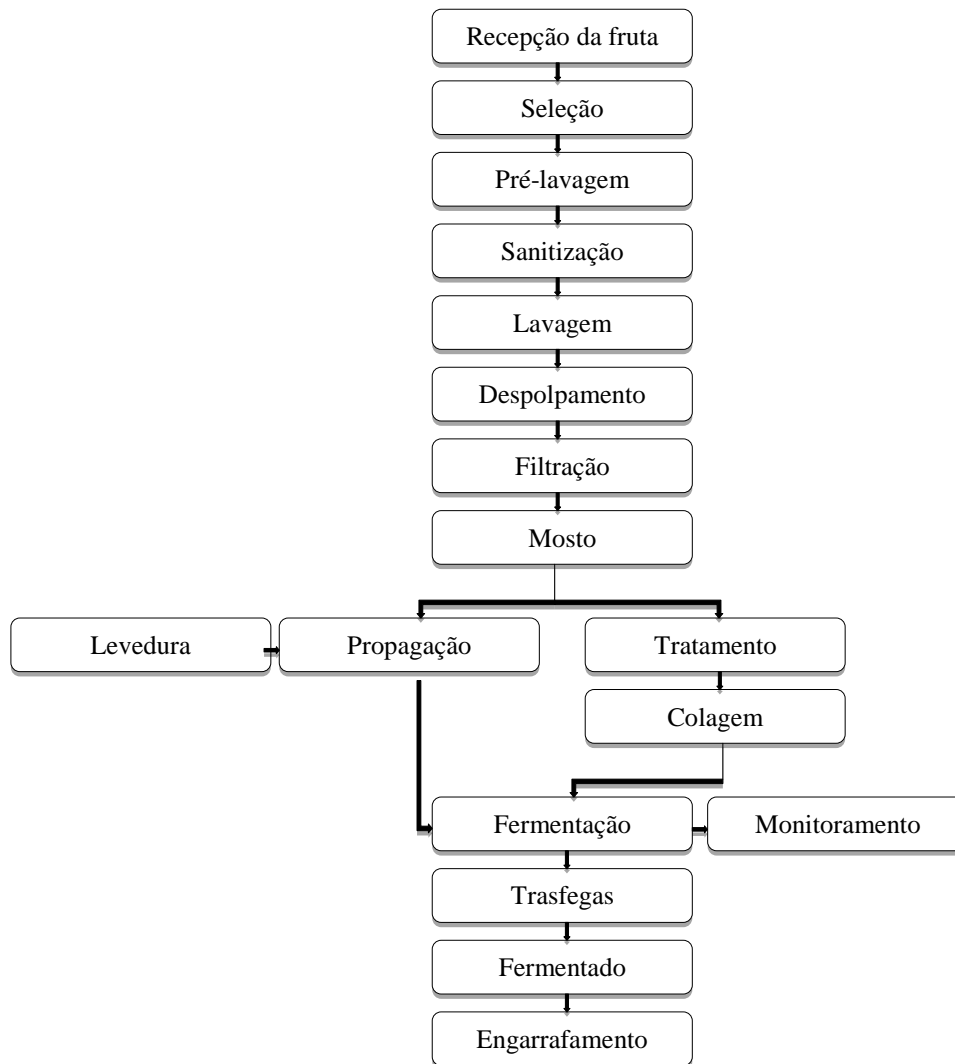 Recepção da fruta
Seleção
Pré-lavagem
Sanitização
Lavagem
Despolpamento
Filtração
Mosto
Levedura
Propagação
Tratamento
Colagem
Fermentação
Monitoramento
Trasfegas
Fermentado
Engarrafamento